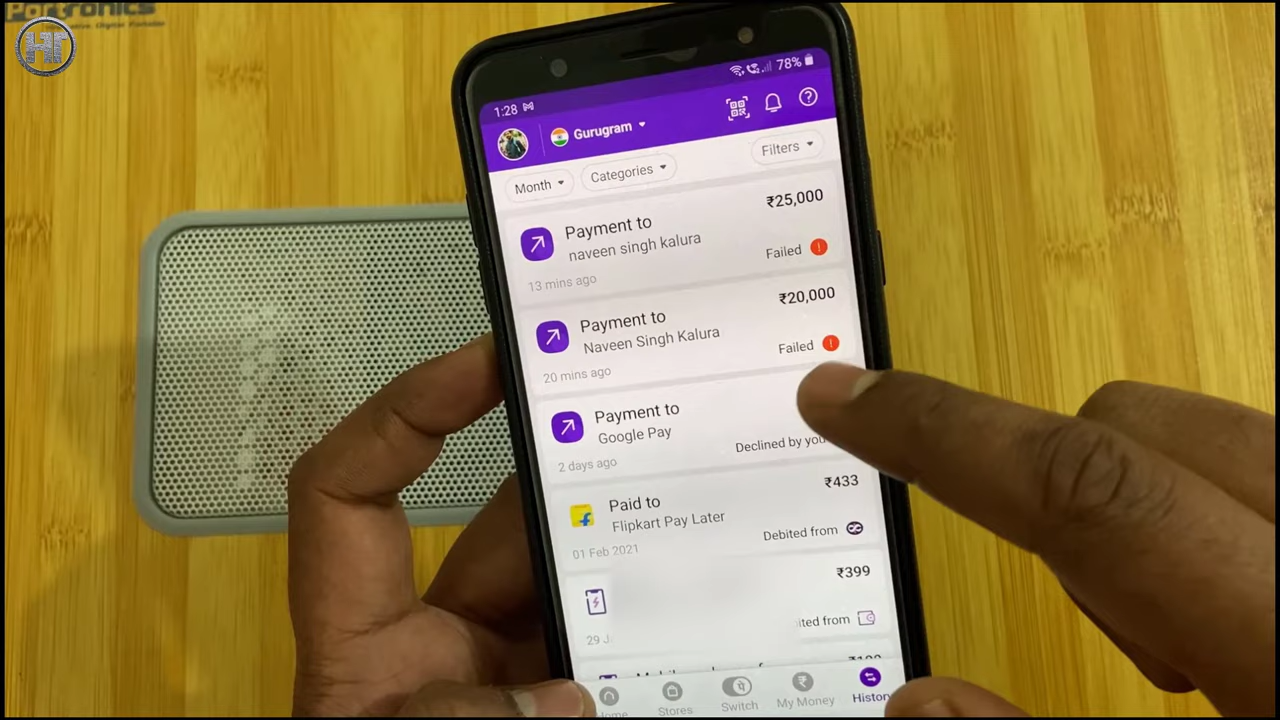 Portronics
Hr
1:28
78%
Gurugram
Month
Categories
Filters
Payment to
₹25,000
naveen singh kalura
Failed
13 mins ago
Payment to
₹20,000
Naveen Singh Kalura
Failed
20 mins ago
Payment to
Google Pay
Declined by you
2 days ago
Paid to
₹433
Flipkart Pay Later
Debited from
01 Feb 2021
₹399
ited from
29 J
Stores
Switch
My Money
History